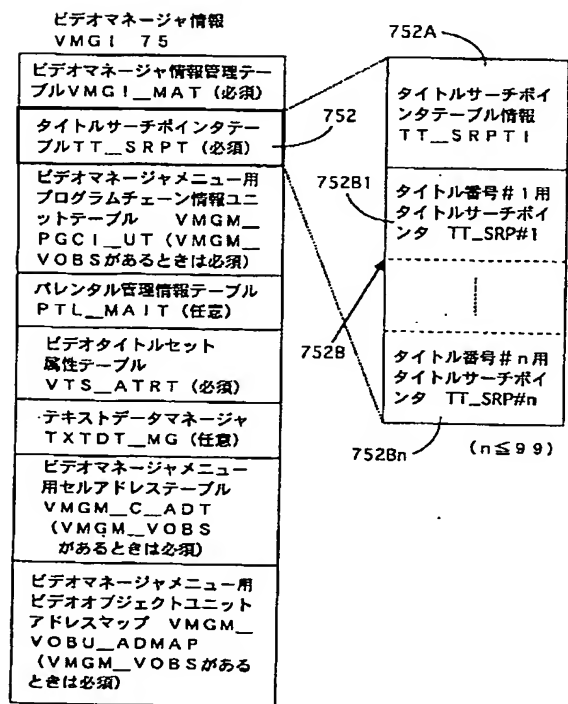 ビデオマネージャ情報
VMGI 75
ビデオマネージャ情報管理テー
ブルVMGI__MAT（必須）
タイトルサーチポインタテー
ブルTT__SRPT（必須）
ビデオマネージャメニュー用
プログラムチェーン情報ユニ
ットテーブル VMGM__
PGCI__UT（VMGM__
VOBSがあるときは必須）
パレンタル管理情報テーブル
PTL__MAIT（任意）
ビデオタイトルセット
属性テーブル
VTS__ATRT（必須）
テキストデータマネージャ
TXTDT__MG（任意）
ビデオマネージャメニュー
用セルアドレステーブル
VMGM__C__ADT
（VMGM__VOBS
があるときは必須）
ビデオマネージャメニュー用
ビデオオブジェクトユニット
アドレスマップ VMGM__
VOBU__ADMAP
（VMGM__VOBSがある
ときは必須）
752
752A
タイトルサーチポイ
ンタテーブル情報
TT__SRPTI
752B1
タイトル番号#1用
タイトルサーチポイ
ンタ TT_SRP#1
752B
タイトル番号#n用
タイトルサーチポイ
ンタ TT_SRP#n
752Bn
(n≦99)